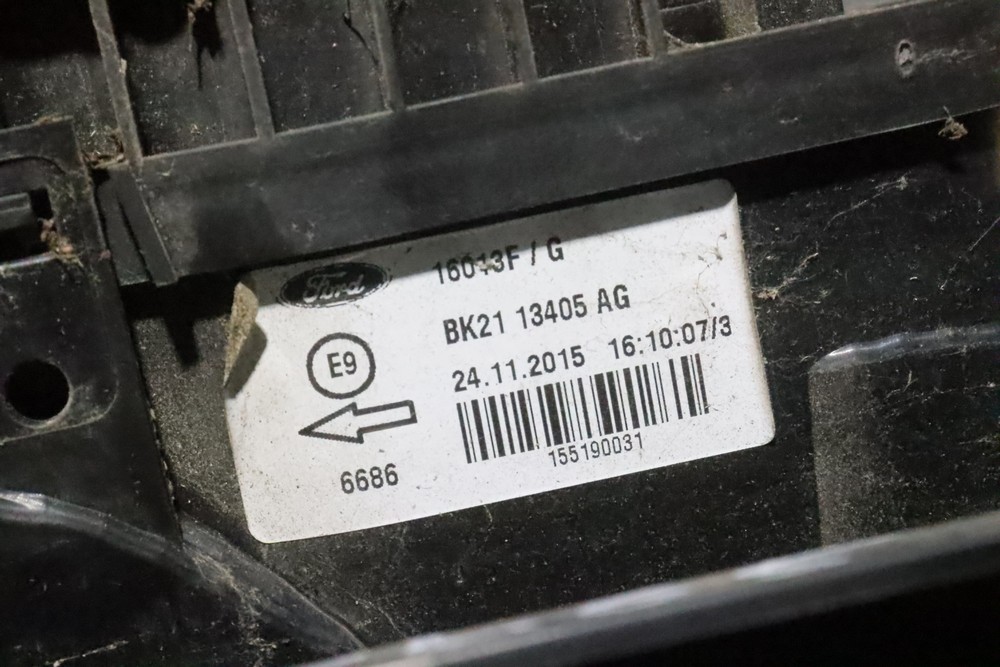 Ford
16013F / G
BK21 13405 AG
E9
24.11.2015 16:10:07/3
155190031
6686